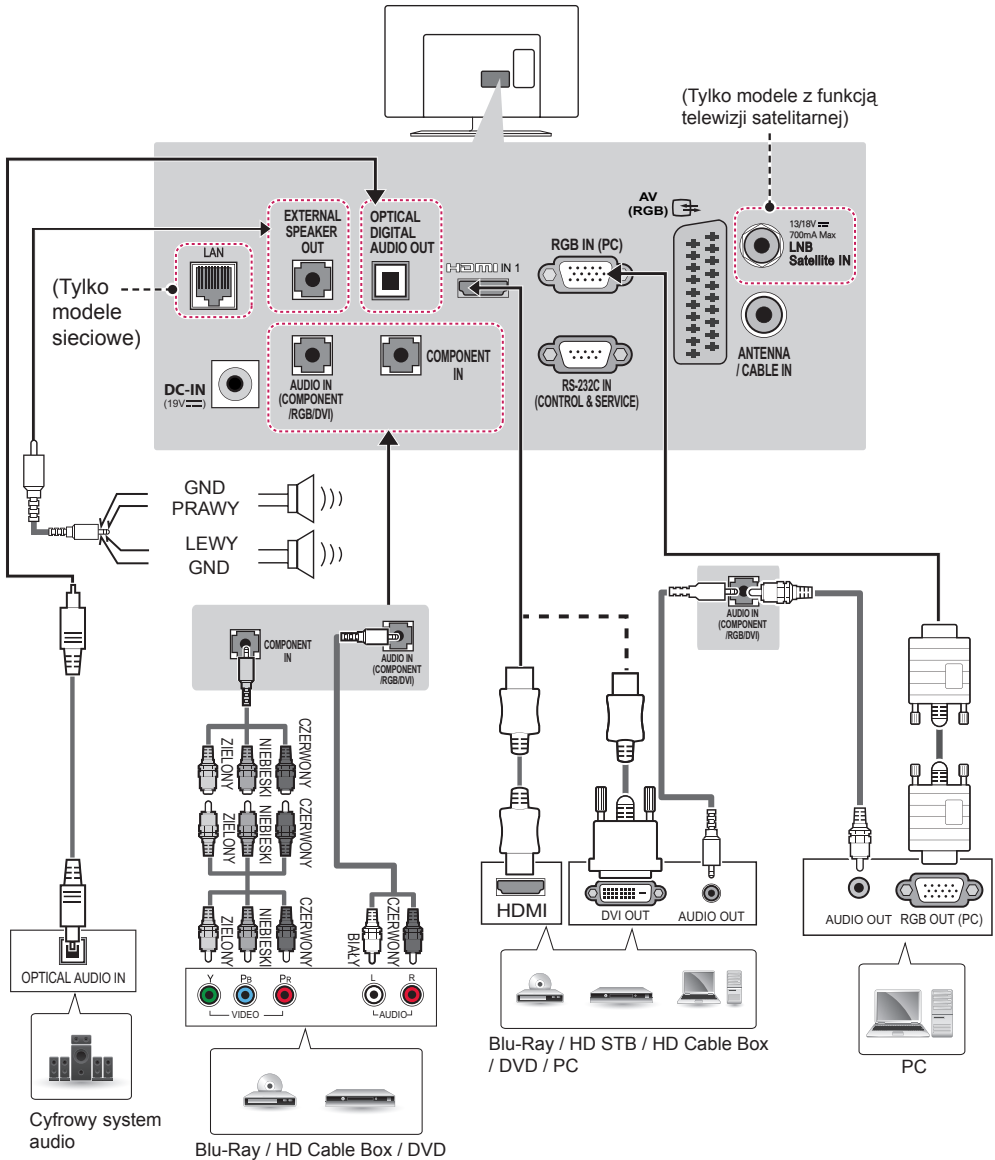 (Tylko modele z funkcją
telewizji satelitarnej)
EXTERNAL
SPEAKER
OUT
OPTICAL
DIGITAL
AUDIO OUT
LAN
HDMI IN 1
RGB IN (PC)
AV
(RGB)
13/18V
700mA Max
LNB
Satellite IN
(Tylko
modele
sieciowe)
DC-IN
(19V)
AUDIO IN
(COMPONENT
/RGB/DVI)
COMPONENT
IN
RS-232C IN
(CONTROL & SERVICE)
ANTENNA
/ CABLE IN
GND
PRAWY
LEWY
GND
COMPONENT
IN
AUDIO IN
(COMPONENT
/RGB/DVI)
AUDIO IN
(COMPONENT
/RGB/DVI)
ZIELONY
NIEBIESKI
CZERWONY
ZIELONY
NIEBIESKI
CZERWONY
ZIELONY
NIEBIESKI
CZERWONY
BIAŁY
CZERWONY
Y
PB
PR
VIDEO
L
R
AUDIO
OPTICAL AUDIO IN
HDMI
DVI OUT
AUDIO OUT
AUDIO OUT
RGB OUT (PC)
Cyfrowy system
audio
Blu-Ray / HD Cable Box / DVD
Blu-Ray / HD STB / HD Cable Box
/ DVD / PC
PC